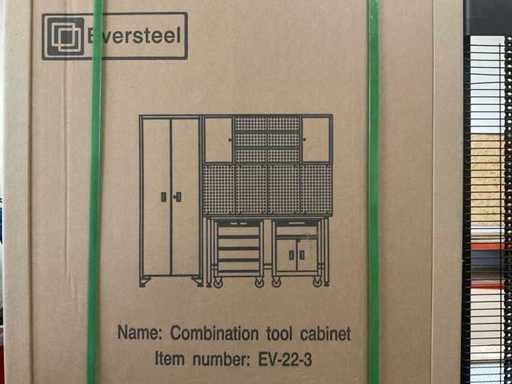 Eversteel
Name: Combination tool cabinet
Item number: EV-22-3